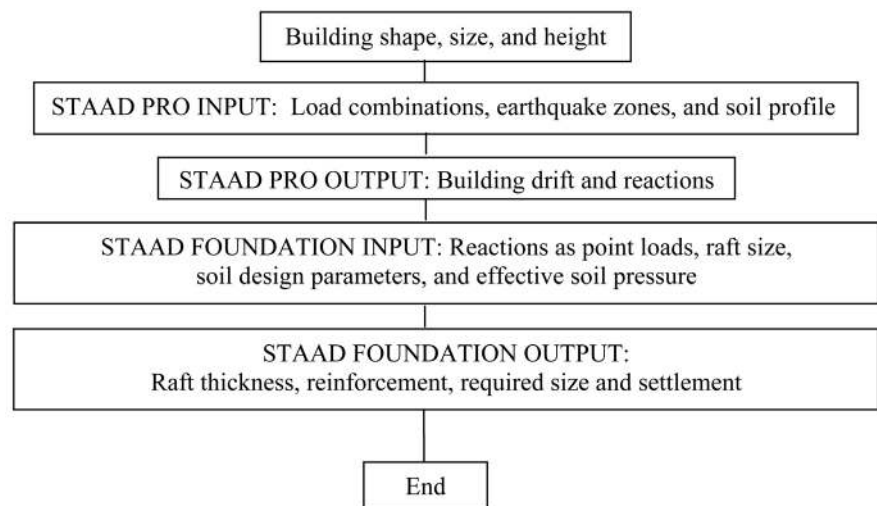 Building shape, size, and height
STAAD PRO INPUT: Load combinations, earthquake zones, and soil profile
STAAD PRO OUTPUT: Building drift and reactions
STAAD FOUNDATION INPUT: Reactions as point loads, raft size,
soil design parameters, and effective soil pressure
STAAD FOUNDATION OUTPUT:
Raft thickness, reinforcement, required size and settlement
End